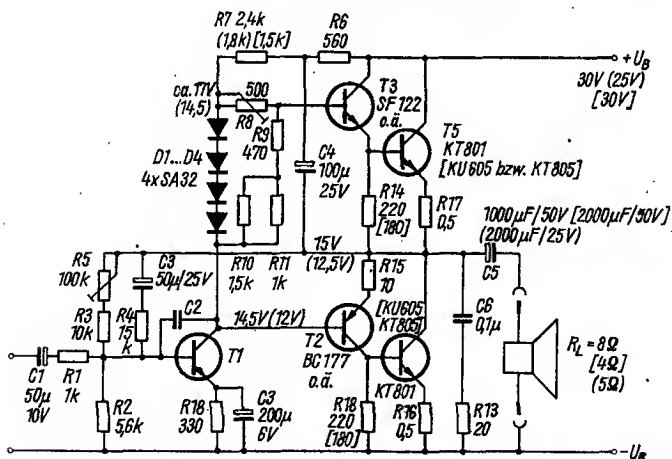 R7 2,4k
(1,8k) [1,5k]
R6
560
+U_B
30V (25V)
[30V]
ca. 17V
(14,5)
500
R8
T3
SF 122
o.ä.
R9
470
D1...D4
4xSA32
C4
100µ
25V
T5
KT801
[KU605 bzw. KT805]
R14
220
[180]
R17
0,5
1000µF/50V [2000µF/50V]
(2000µF/25V)
C5
R5
100k
C3
50µ/25V
R10
1,5k
R11
1k
15V
(12,5V)
R15
10
R3
10k
R4
15
k
C2
14,5V (12V)
[KU605
KT805]
C6
0,1µ
T1
T2
BC177
o.ä.
KT801
R_L = 8Ω
[4Ω]
(5Ω)
C1
50µ
10V
R1
1k
R2
5,6k
R18
330
C3
200µ
6V
R18
220
[180]
R16
0,5
R13
20
-U_B